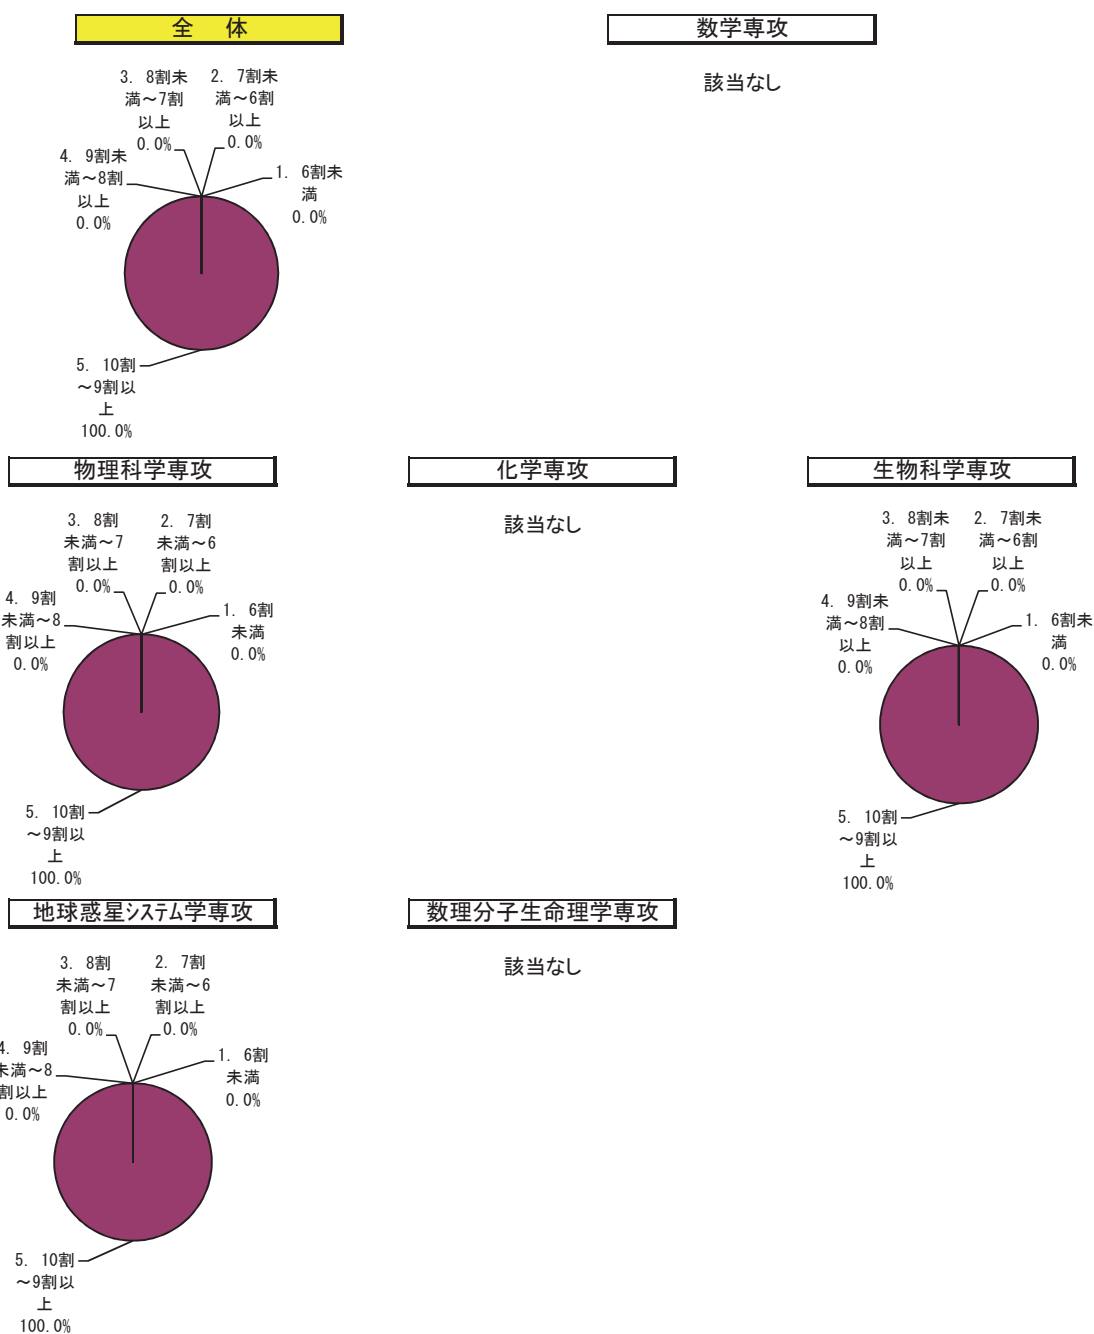 全　体
3. 8割未
満～7割
以上
0.0%
2. 7割未
満～6割
以上
0.0%
4. 9割未
満～8割
以上
0.0%
1. 6割未
満
0.0%
5. 10割
～9割以
上
100.0%
数学専攻
該当なし
物理科学専攻
3. 8割
未満～7
割以上
0.0%
2. 7割
未満～6
割以上
0.0%
4. 9割
未満～8
割以上
0.0%
1. 6割
未満
0.0%
5. 10割
～9割以
上
100.0%
化学専攻
該当なし
生物科学専攻
3. 8割未
満～7割
以上
0.0%
2. 7割未
満～6割
以上
0.0%
4. 9割未
満～8割
以上
0.0%
1. 6割未
満
0.0%
5. 10割
～9割以
上
100.0%
地球惑星システム学専攻
3. 8割
未満～7
割以上
0.0%
2. 7割
未満～6
割以上
0.0%
4. 9割
未満～8
割以上
0.0%
1. 6割
未満
0.0%
5. 10割
～9割以
上
100.0%
数理分子生命理学専攻
該当なし